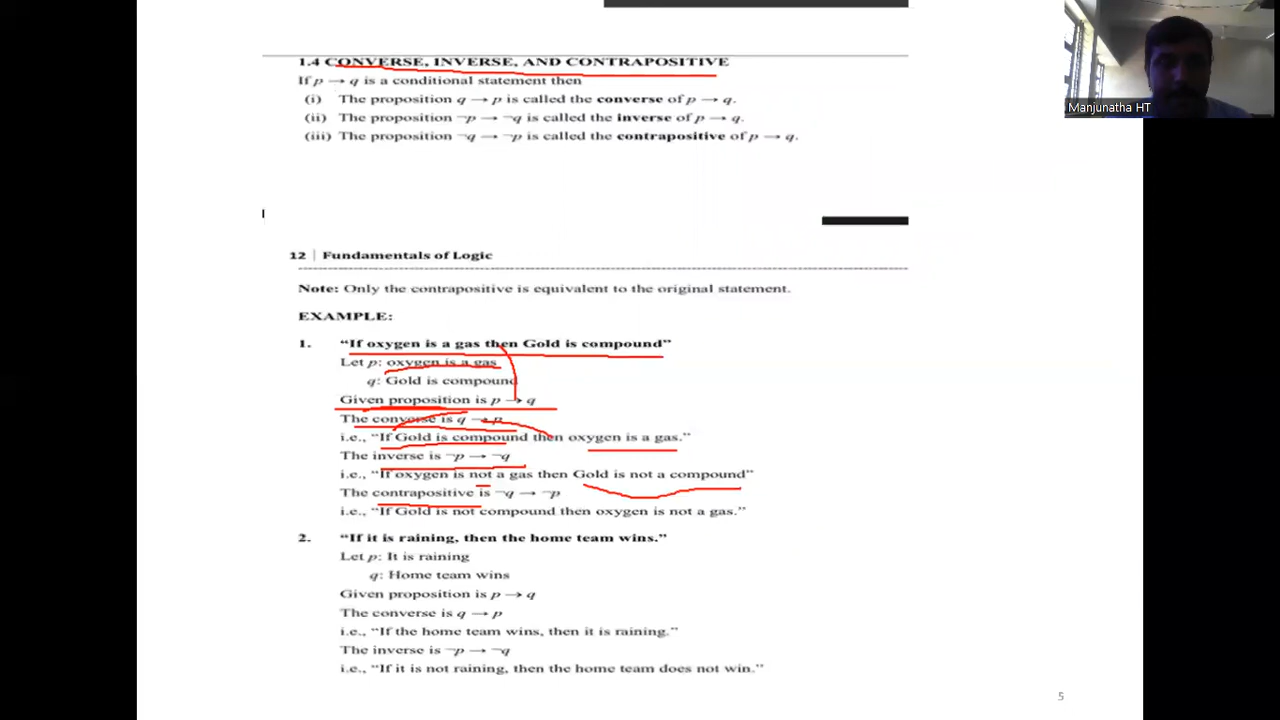 1.4 CONVERSE, INVERSE, AND CONTRAPOSITIVE
If p → q is a conditional statement then
(i) The proposition q → p is called the converse of p → q.
(ii) The proposition ¬p → ¬q is called the inverse of p → q.
(iii) The proposition ¬q → ¬p is called the contrapositive of p → q.
Manjunatha HT
12 | Fundamentals of Logic
Note: Only the contrapositive is equivalent to the original statement.
EXAMPLE:
1. “If oxygen is a gas then Gold is compound”
Let p: oxygen is a gas
q: Gold is compound
Given proposition is p → q
The converse is q → p
i.e., “If Gold is compound then oxygen is a gas.”
The inverse is ¬p → ¬q
i.e., “If oxygen is not a gas then Gold is not a compound”
The contrapositive is ¬q → ¬p
i.e., “If Gold is not compound then oxygen is not a gas.”
2. “If it is raining, then the home team wins.”
Let p: It is raining
q: Home team wins
Given proposition is p → q
The converse is q → p
i.e., “If the home team wins, then it is raining.”
The inverse is ¬p → ¬q
i.e., “If it is not raining, then the home team does not win.”
5